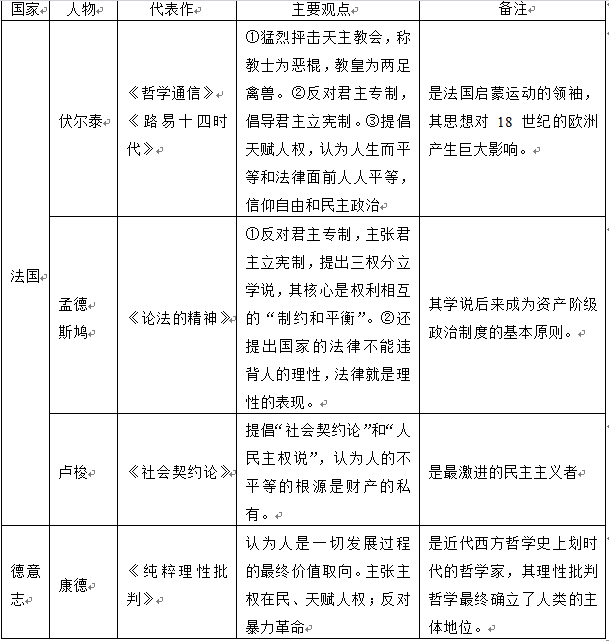 国家 人物 代表作 主要观点 备注
法国
伏尔泰
《哲学通信》
《路易十四时
代》
①猛烈抨击天主教会，称
教士为恶棍，教皇为两足
禽兽。②反对君主专制，
倡导君主立宪制。③提倡
天赋人权，认为人生而平
等和法律面前人人平等，
信仰自由和民主政治
是法国启蒙运动的领袖，
其思想对 18 世纪的欧洲
产生巨大影响。
孟德
斯鸠
《论法的精神》
①反对君主专制，主张君
主立宪制，提出三权分立
学说，其核心是权利相互
的“制约和平衡”。②还
提出国家的法律不能违
背人的理性，法律就是理
性的表现。
其学说后来成为资产阶级
政治制度的基本原则。
卢梭
《社会契约论》
提倡“社会契约论”和“人
民主权说”，认为人的不
平等的根源是财产的私
有。
是最激进的民主主义者
德意
志
康德
《纯粹理性批
判》
认为人是一切发展过程
的最终价值取向。主张主
权在民、天赋人权；反对
暴力革命
是近代西方哲学史上划时
代的哲学家，其理性批判
哲学最终确立了人类的主
体地位。